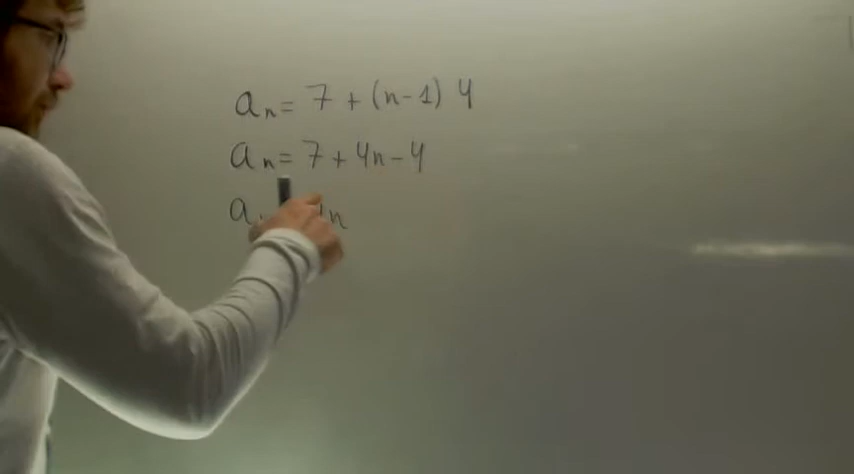 aₙ = 7 + (n-1) 4
aₙ = 7 + 4n - 4
a n